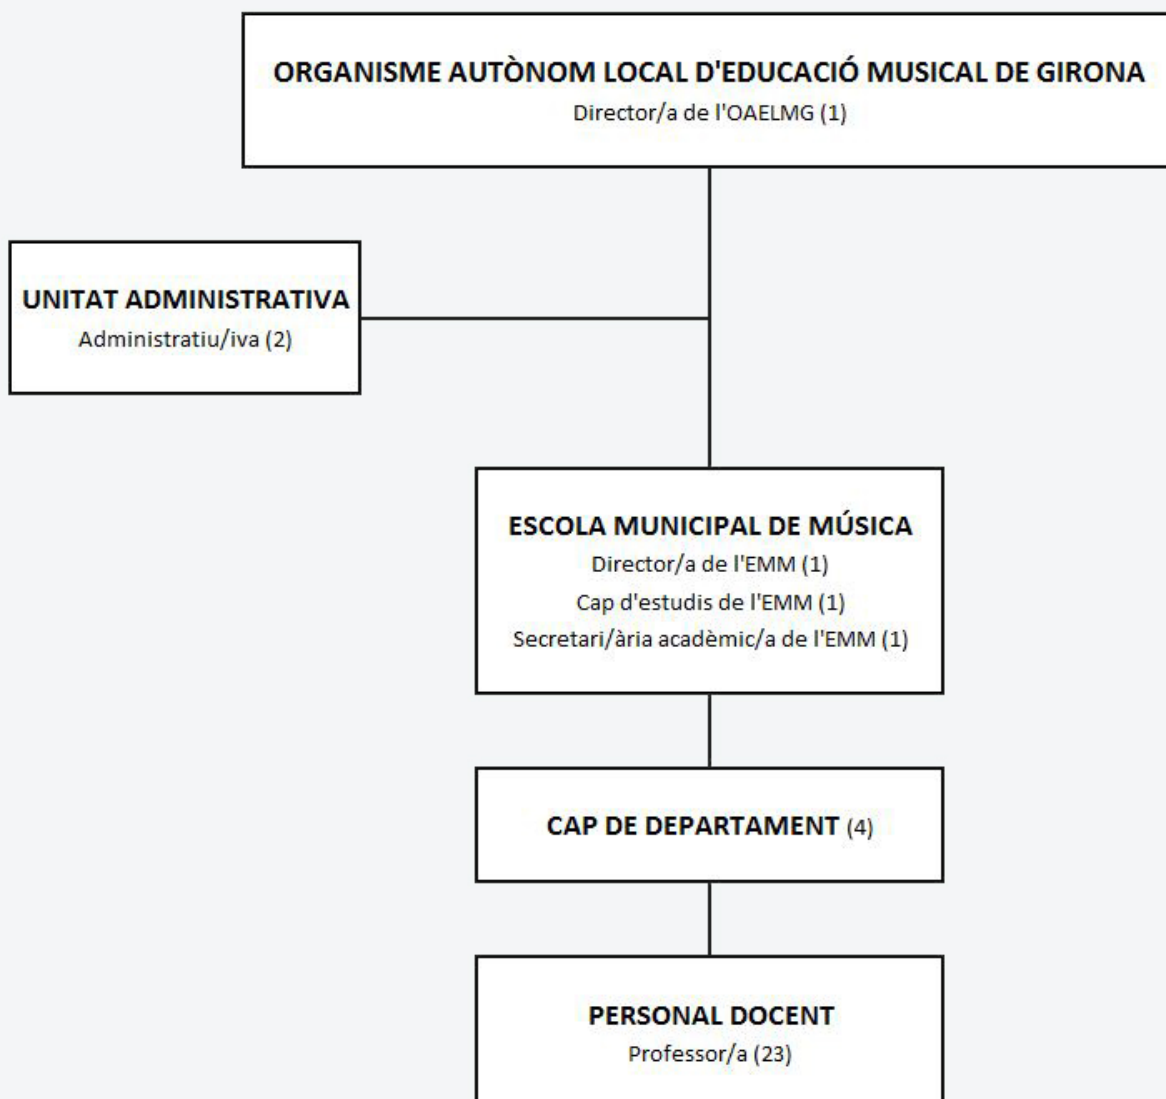 ORGANISME AUTÒNOM LOCAL D'EDUCACIÓ MUSICAL DE GIRONA
Director/a de l'OAELMG (1)
UNITAT ADMINISTRATIVA
Administratiu/iva (2)
ESCOLA MUNICIPAL DE MÚSICA
Director/a de l'EMM (1)
Cap d'estudis de l'EMM (1)
Secretari/ària acadèmic/a de l'EMM (1)
CAP DE DEPARTAMENT (4)
PERSONAL DOCENT
Professor/a (23)